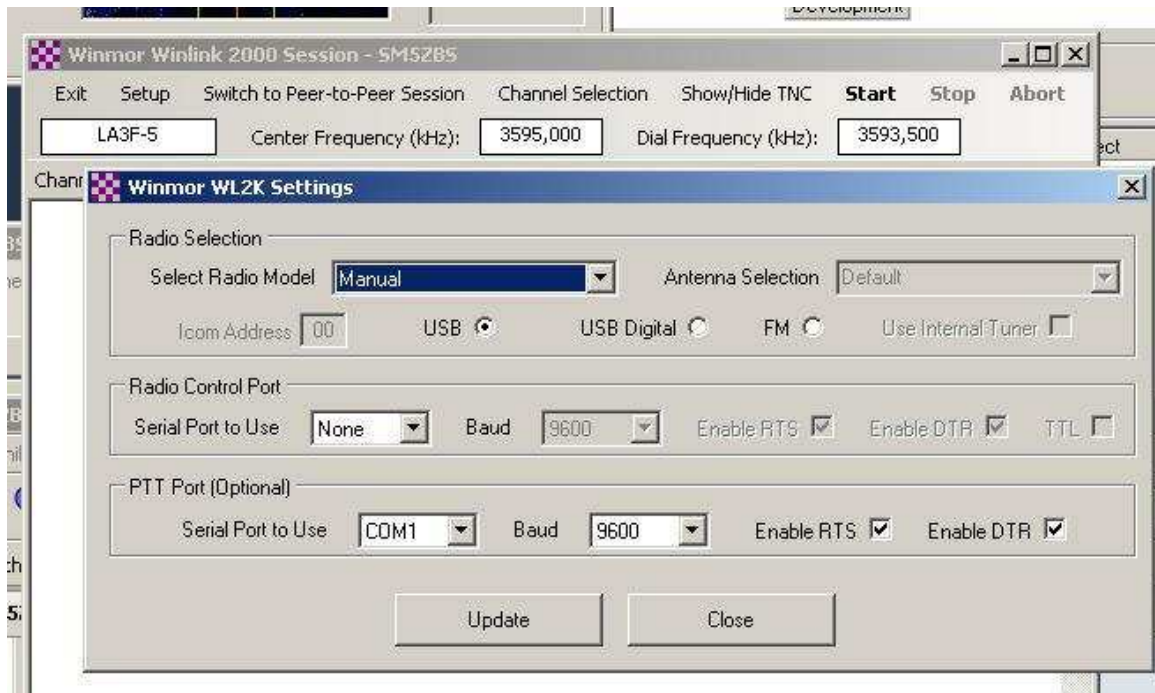 Development
Winmor Winlink 2000 Session - SM5ZBS
Exit Setup Switch to Peer-to-Peer Session Channel Selection Show/Hide TNC Start Stop Abort
LA3F-5 Center Frequency (kHz): 3595,000 Dial Frequency (kHz): 3593,500
Chann
Winmor WL2K Settings
Radio Selection
Select Radio Model Manual Antenna Selection Default
Icom Address 00 USB USB Digital FM Use Internal Tuner
Radio Control Port
Serial Port to Use None Baud 9600 Enable RTS Enable DTR TTL
PTT Port (Optional)
Serial Port to Use COM1 Baud 9600 Enable RTS Enable DTR
Update Close